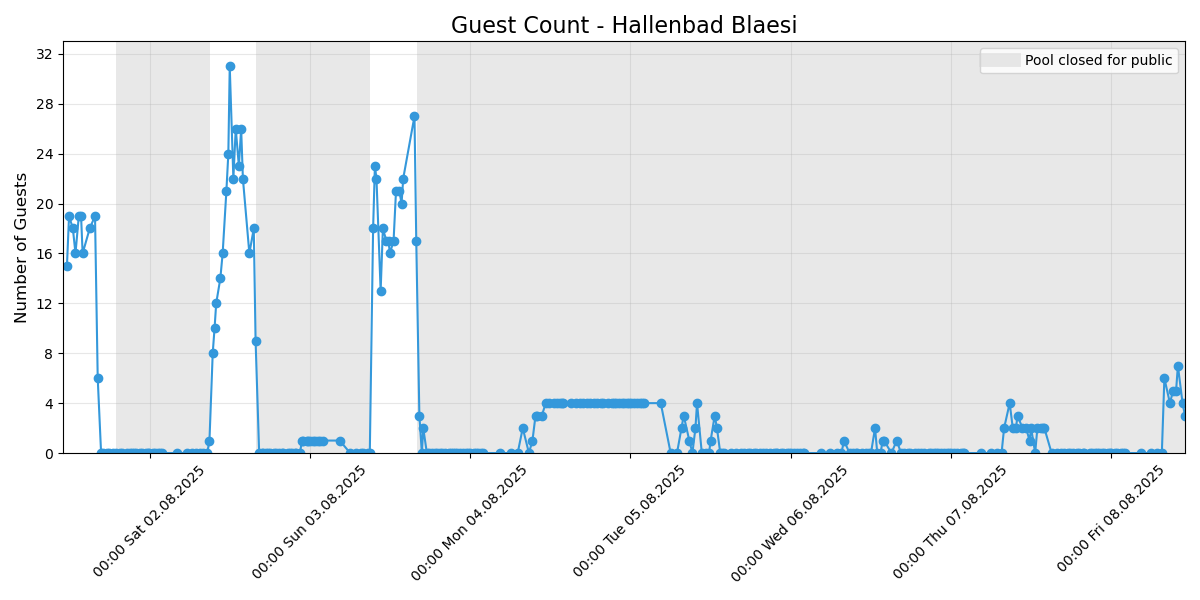 Guest Count - Hallenbad Blaesi
Pool closed for public
Number of Guests
32
28
24
20
16
12
8
4
0
00:00 Sat 02.08.2025
00:00 Sun 03.08.2025
00:00 Mon 04.08.2025
00:00 Tue 05.08.2025
00:00 Wed 06.08.2025
00:00 Thu 07.08.2025
00:00 Fri 08.08.2025